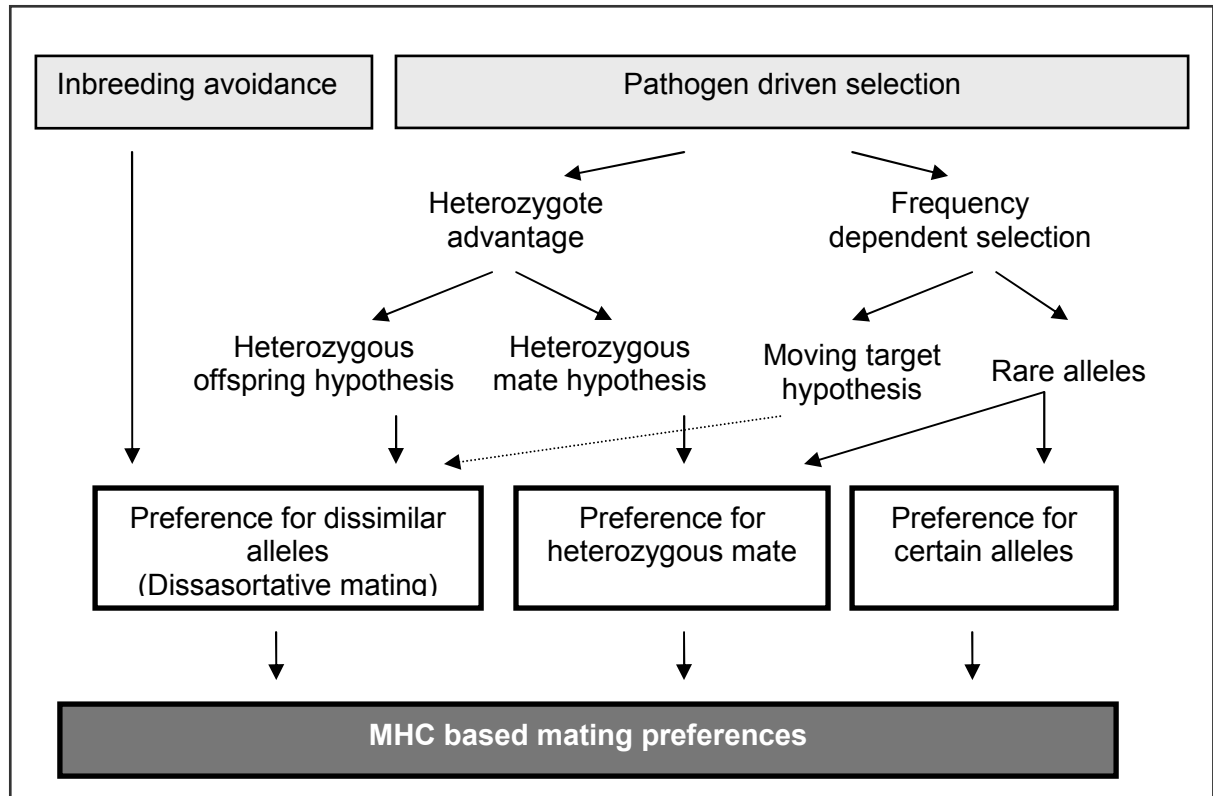 Inbreeding avoidance
Pathogen driven selection
Heterozygote
advantage
Frequency
dependent selection
Heterozygous
offspring hypothesis
Heterozygous
mate hypothesis
Moving target
hypothesis
Rare alleles
Preference for dissimilar
alleles
(Dissasortative mating)
Preference for
heterozygous mate
Preference for
certain alleles
MHC based mating preferences